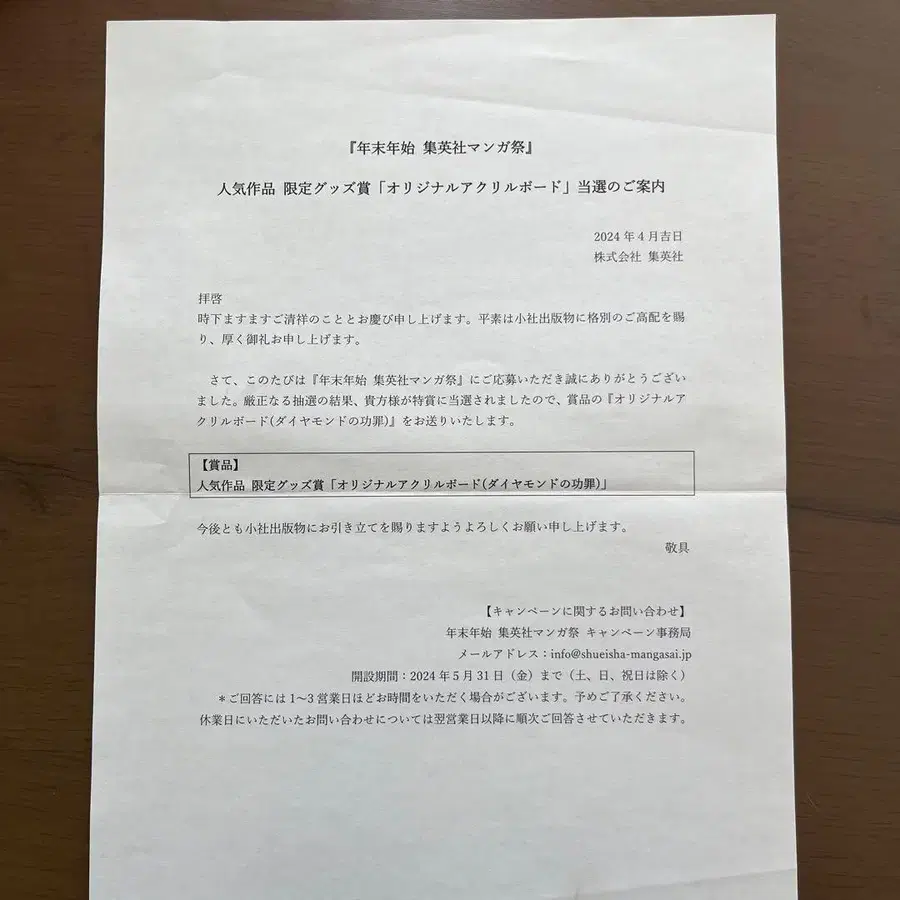 『年末年始 集英社マンガ祭』
人気作品 限定グッズ賞「オリジナルアクリルボード」当選のご案内
2024 年 4 月吉日
株式会社 集英社
拝啓
時下ますますご清祥のこととお慶び申し上げます。平素は小社出版物に格別のご高配を賜
り、厚く御礼お申し上げます。
さて、このたびは『年末年始 集英社マンガ祭』にご応募いただき誠にありがとうござい
ました。厳正なる抽選の結果、貴方様が特賞に当選されましたので、賞品の『オリジナルア
クリルボード(ダイヤモンドの功罪)』をお送りいたします。
【賞品】
人気作品 限定グッズ賞「オリジナルアクリルボード(ダイヤモンドの功罪)」
今後とも小社出版物にお引き立てを賜りますようよろしくお願い申し上げます。
敬具
【キャンペーンに関するお問い合わせ】
年末年始 集英社マンガ祭 キャンペーン事務局
メールアドレス：info@shueisha-mangasai.jp
開設期間：2024 年 5 月 31 日（金）まで（土、日、祝日は除く）
＊ご回答には 1～3 営業日ほどお時間をいただく場合がございます。予めご了承ください。
休業日にいただいたお問い合わせについては翌営業日以降に順次ご回答させていただきます。